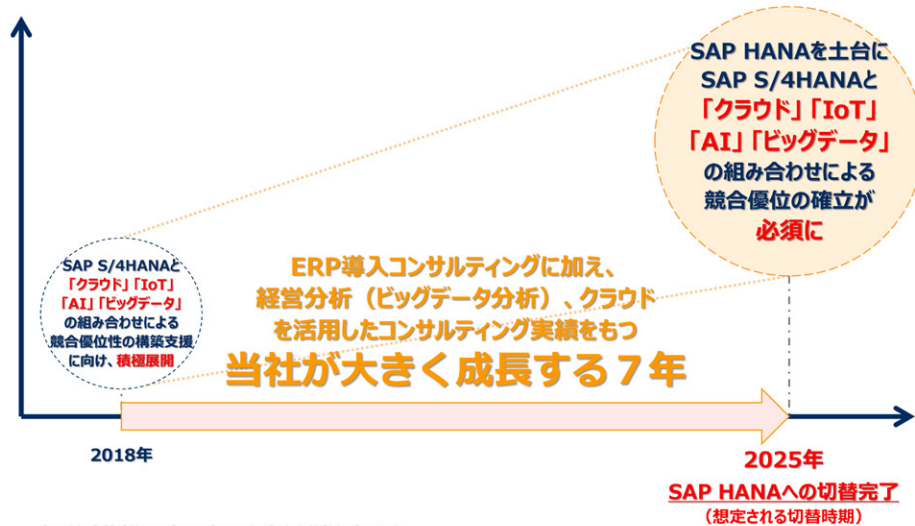 SAP HANAを土台に
SAP S/4HANAと
「クラウド」「IoT」
「AI」「ビッグデータ」
の組み合わせによる
競合優位の確立が
必須に
SAP S/4HANAと
「クラウド」「IoT」
「AI」「ビッグデータ」
の組み合わせによる
競合優位性の構築支援
に向け、積極展開
ERP導入コンサルティングに加え、
経営分析（ビッグデータ分析）、クラウド
を活用したコンサルティング実績をもつ
当社が大きく成長する７年
2018年
2025年
SAP HANAへの切替完了
（想定される切替時期）